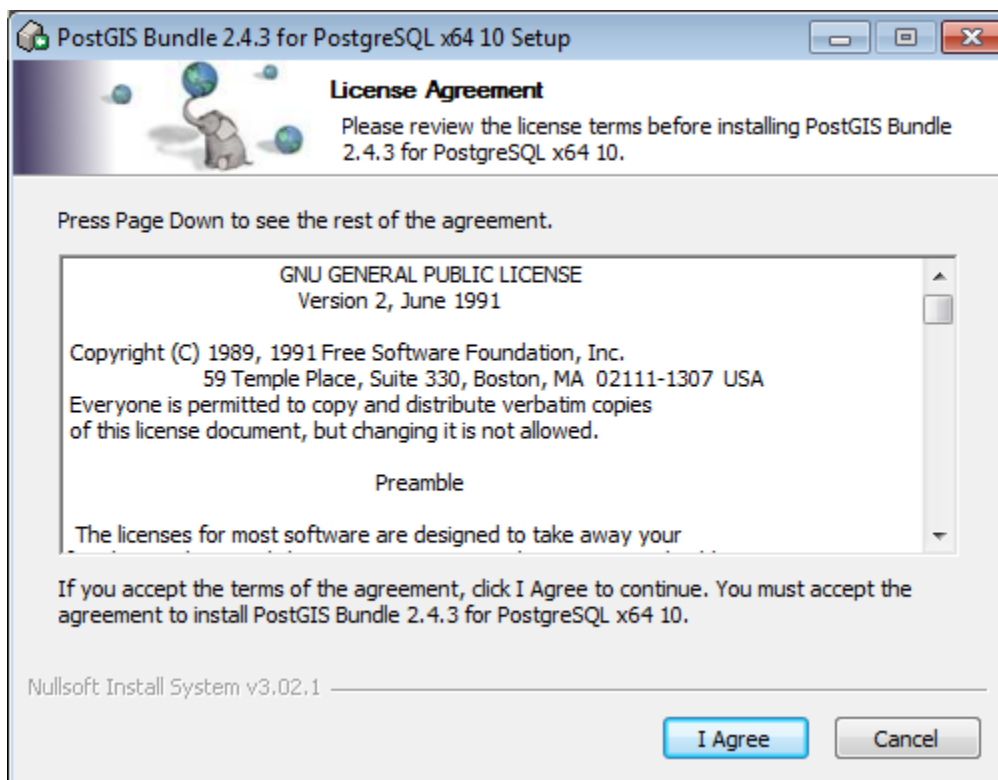 PostGIS Bundle 2.4.3 for PostgreSQL x64 10 Setup
License Agreement
Please review the license terms before installing PostGIS Bundle
2.4.3 for PostgreSQL x64 10.
Press Page Down to see the rest of the agreement.
GNU GENERAL PUBLIC LICENSE
Version 2, June 1991
Copyright (C) 1989, 1991 Free Software Foundation, Inc.
59 Temple Place, Suite 330, Boston, MA 02111-1307 USA
Everyone is permitted to copy and distribute verbatim copies
of this license document, but changing it is not allowed.
Preamble
The licenses for most software are designed to take away your
If you accept the terms of the agreement, click I Agree to continue. You must accept the
agreement to install PostGIS Bundle 2.4.3 for PostgreSQL x64 10.
Nullsoft Install System v3.02.1
I Agree
Cancel